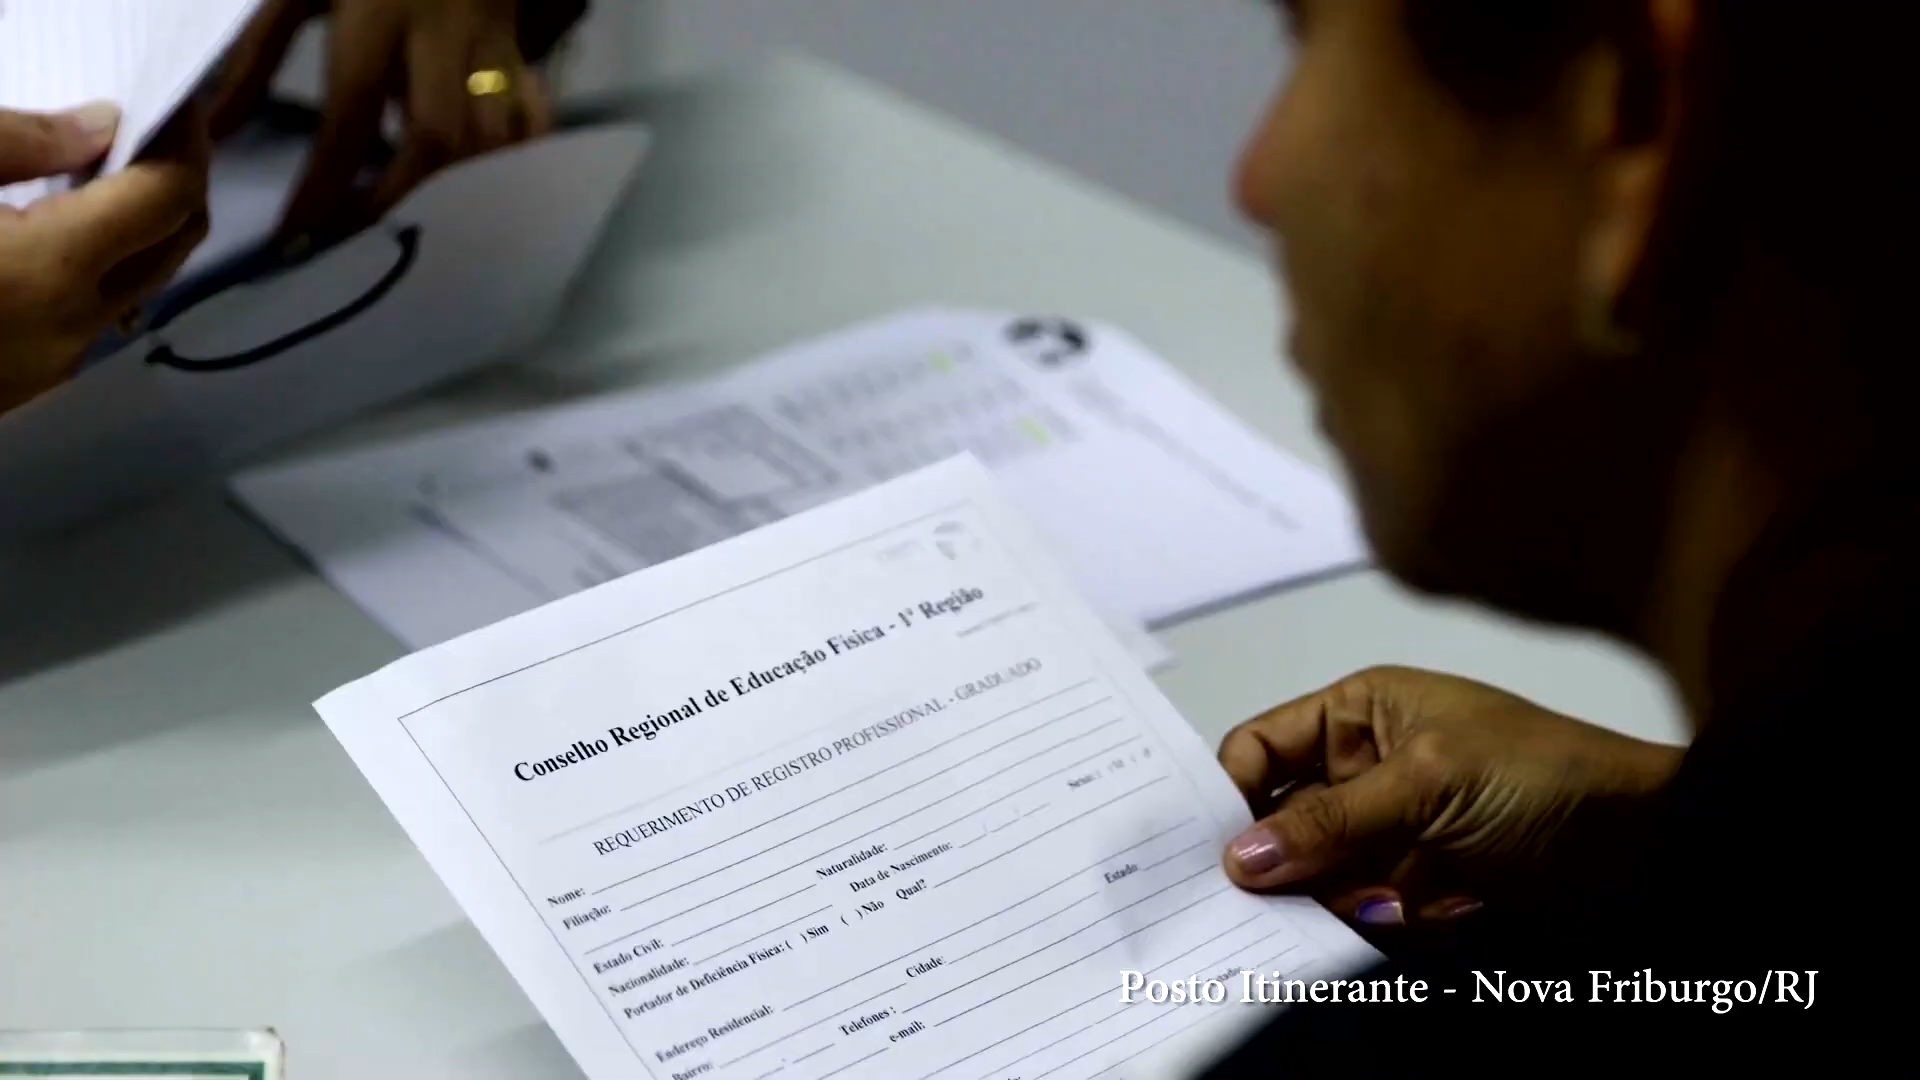 Conselho Regional de Educação Física - 1ª Região
REQUERIMENTO DE REGISTRO PROFISSIONAL - GRADUADO
Nome:
Filiação:
Naturalidade:
Estado Civil: Data de Nascimento: / / Sexo:
Nacionalidade:
Portador de Deficiência Física: ( ) Sim ( ) Não Qual?
Endereço Residencial:
Cidade: Estado
Bairro:
Telefones :
e-mail:
Posto Itinerante - Nova Friburgo/RJ